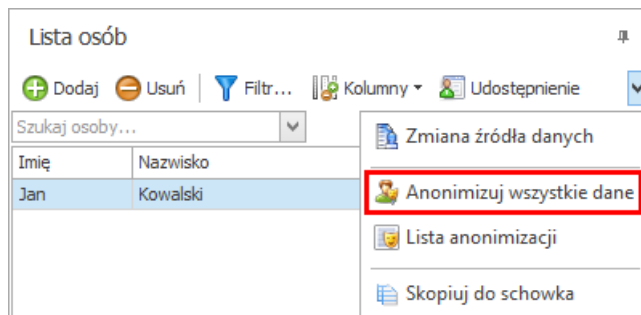 Lista osób
Dodaj Usuń Filtr... Kolumny Udostępnienie
Szukaj osoby...
Zmiana źródła danych
Imię Nazwisko
Anonimizuj wszystkie dane
Jan Kowalski
Lista anonimizacji
Skopiuj do schowka